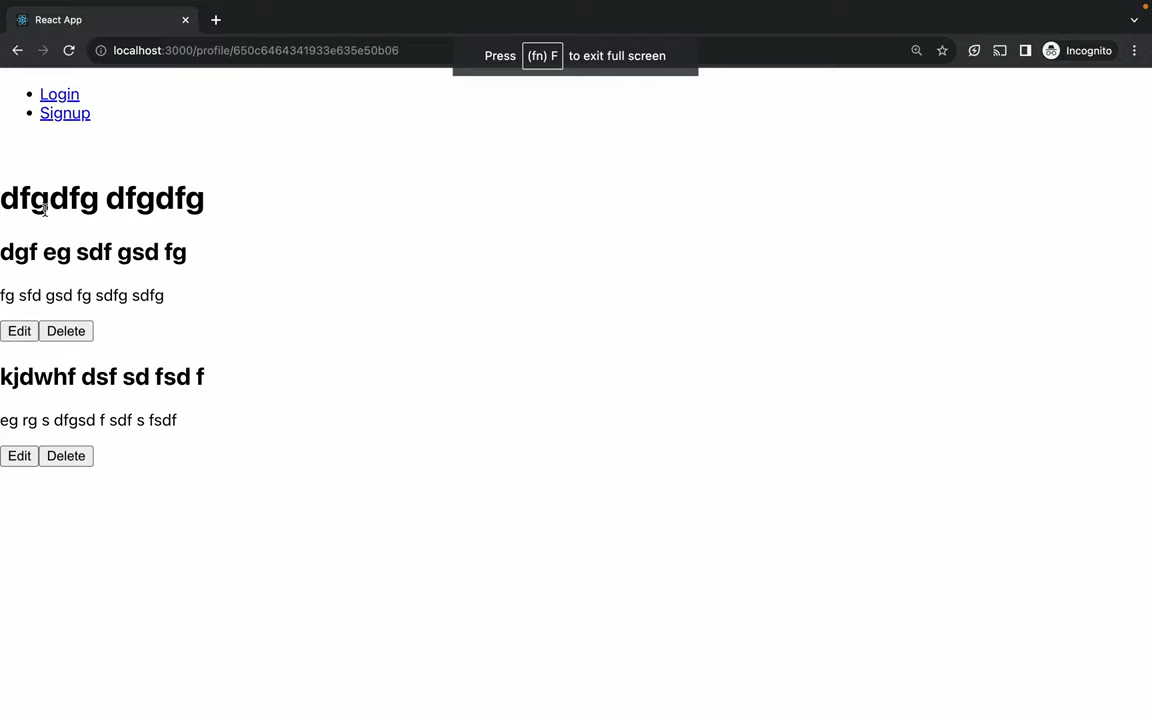 React App
localhost:3000/profile/650c6464341933e635e50b06
Incognito
Press (fn) F to exit full screen
Login
Signup
dfgdfg dfgdfg
dgf eg sdf gsd fg
fg sfd gsd fg sdfg sdfg
Edit Delete
kjdwhf dsf sd fsd f
eg rg s dfgsd f sdf s fsdf
Edit Delete